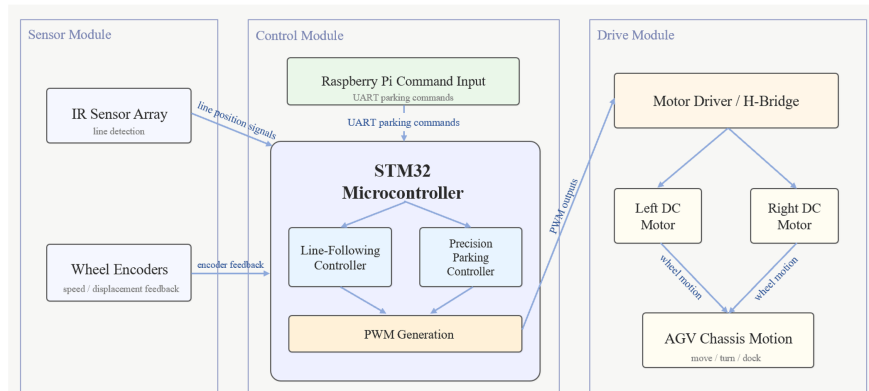 Sensor Module
IR Sensor Array
line detection
line position signals
Wheel Encoders
speed / displacement feedback
encoder feedback
Control Module
Raspberry Pi Command Input
UART parking commands
UART parking commands
STM32
Microcontroller
Line-Following
Controller
Precision
Parking
Controller
PWM Generation
PWM outputs
Drive Module
Motor Driver / H-Bridge
Left DC
Motor
Right DC
Motor
wheel motion
wheel motion
AGV Chassis Motion
move / turn / dock